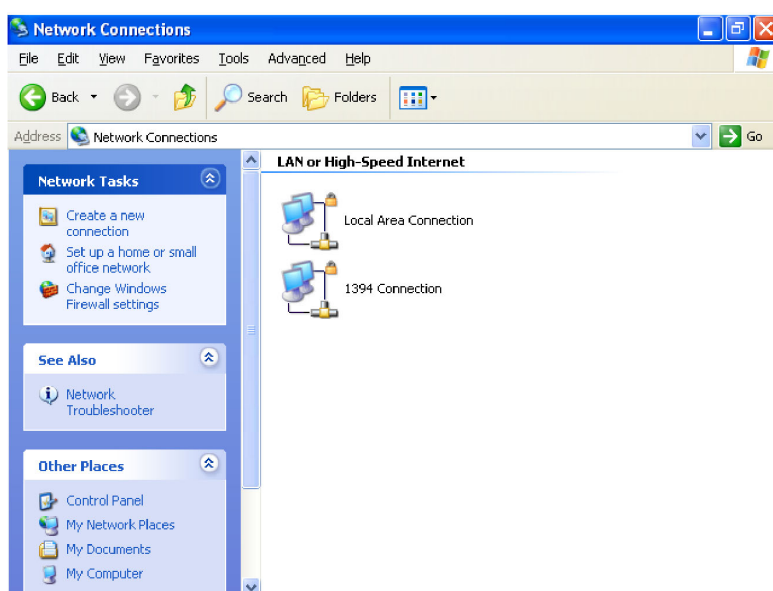 Network Connections
File Edit View Favorites Tools Advanced Help
Back Search Folders
Address Network Connections Go
Network Tasks
Create a new
connection
Set up a home or small
office network
Change Windows
Firewall settings
See Also
Network
Troubleshooter
Other Places
Control Panel
My Network Places
My Documents
My Computer
LAN or High-Speed Internet
Local Area Connection
1394 Connection